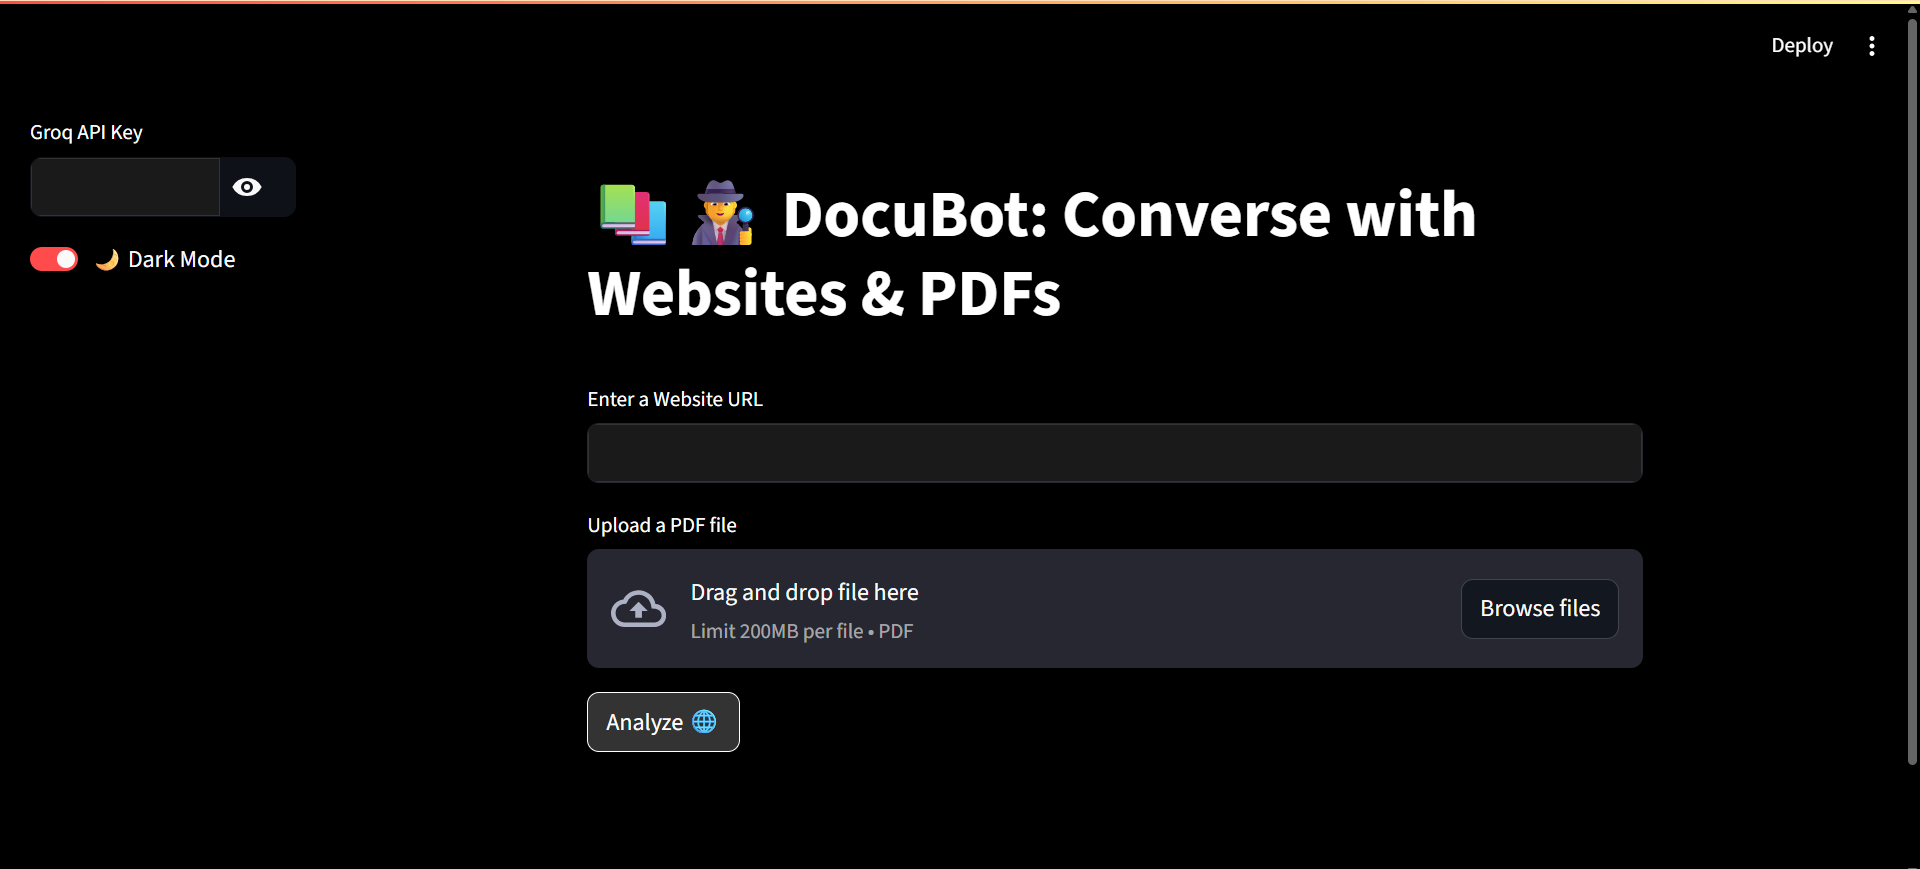 Deploy
Groq API Key
🌙 Dark Mode
📚🕵️ DocuBot: Converse with
Websites & PDFs
Enter a Website URL
Upload a PDF file
Drag and drop file here
Limit 200MB per file • PDF
Browse files
Analyze 🌐